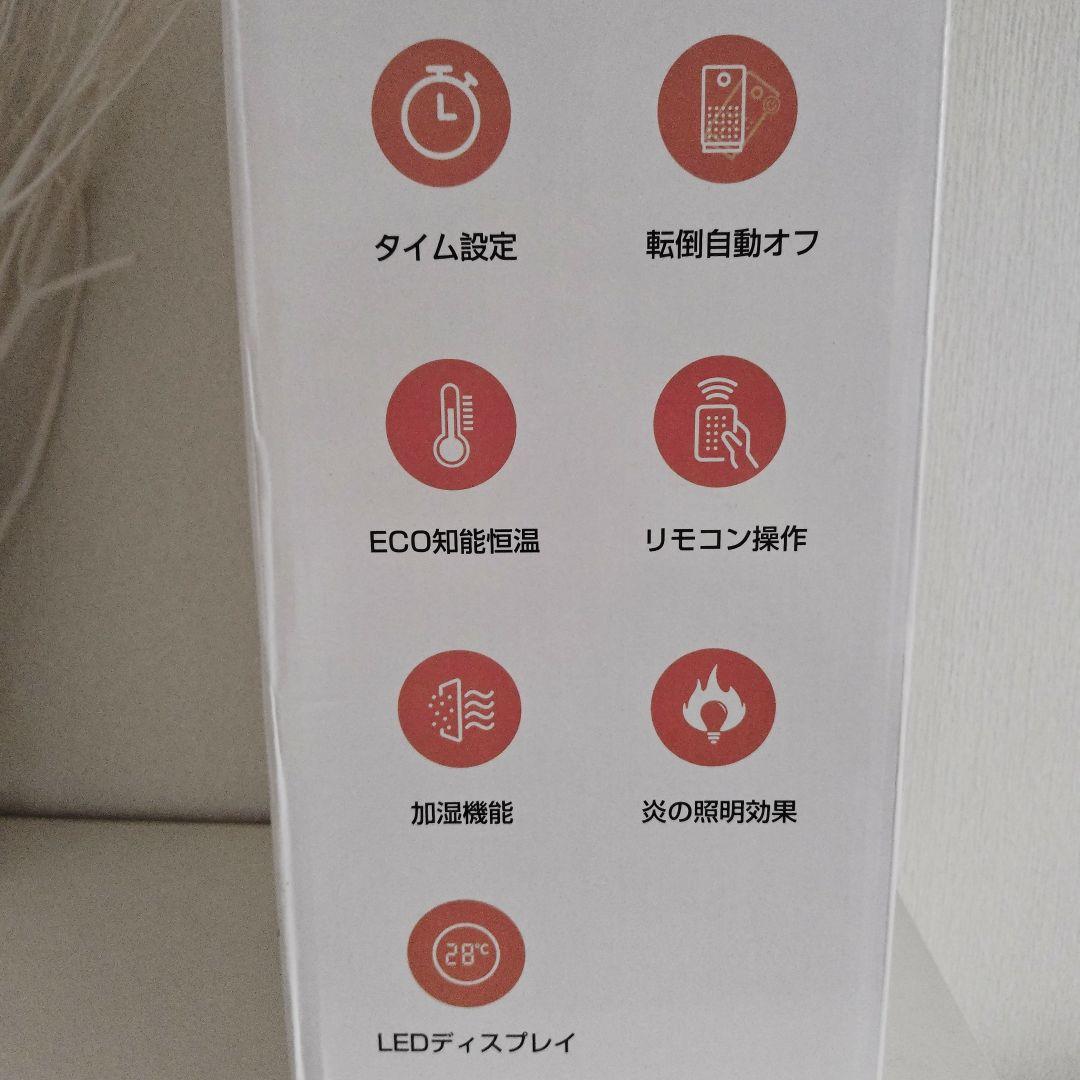 タイム設定
転倒自動オフ
ECO知能恒温
リモコン操作
加湿機能
炎の照明効果
28℃
LEDディスプレイ